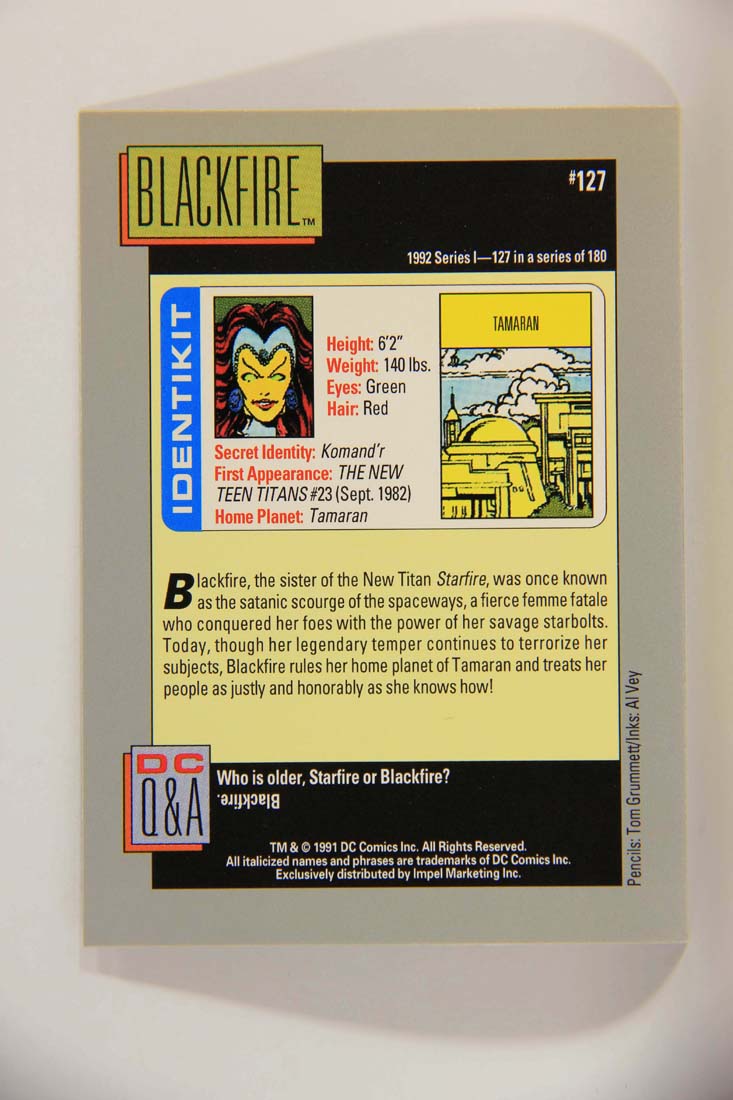 BLACKFIRE™
#127
1992 Series I—127 in a series of 180
IDENTIKIT
Height: 6'2"
Weight: 140 lbs.
Eyes: Green
Hair: Red
Secret Identity: Komand'r
First Appearance: THE NEW
TEEN TITANS #23 (Sept. 1982)
Home Planet: Tamaran
TAMARAN
Blackfire, the sister of the New Titan Starfire, was once known
as the satanic scourge of the spaceways, a fierce femme fatale
who conquered her foes with the power of her savage starbolts.
Today, though her legendary temper continues to terrorize her
subjects, Blackfire rules her home planet of Tamaran and treats her
people as justly and honorably as she knows how!
DC
Q&A
Who is older, Starfire or Blackfire?
Blackfire.
TM & © 1991 DC Comics Inc. All Rights Reserved.
All italicized names and phrases are trademarks of DC Comics Inc.
Exclusively distributed by Impel Marketing Inc.
Pencils: Tom Grummett/Inks: Al Vey